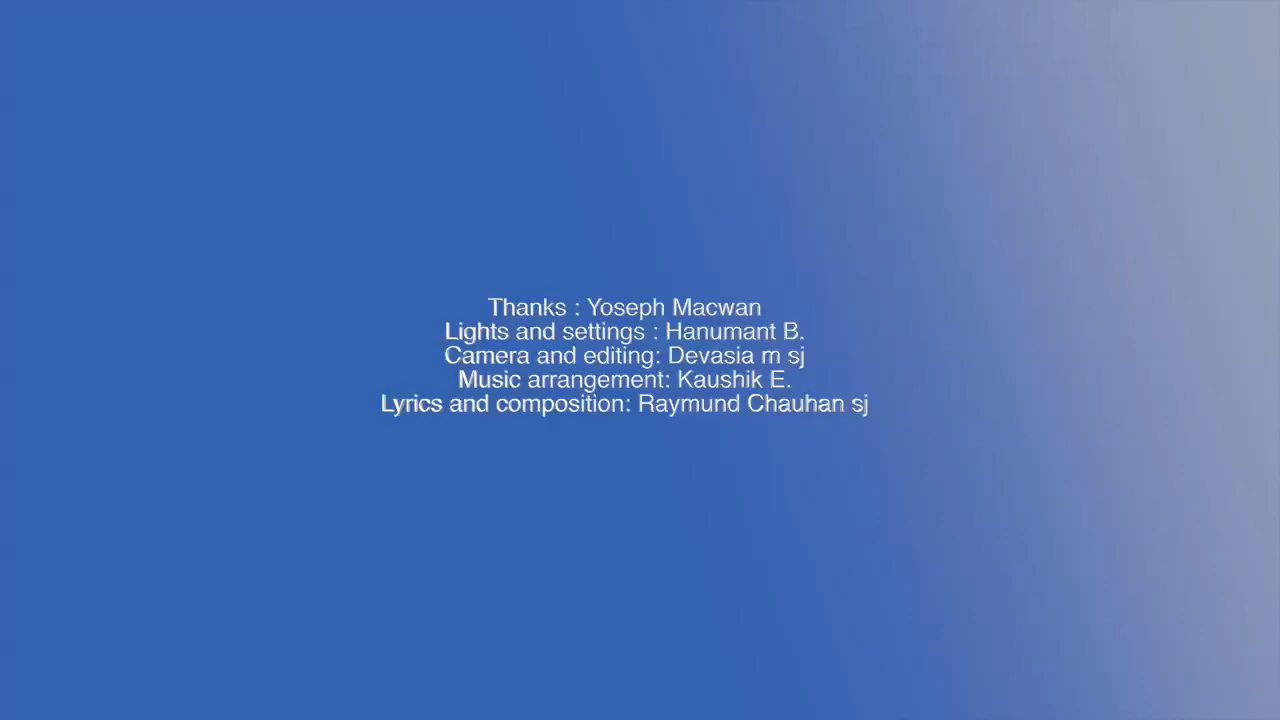 Thanks : Yoseph Macwan
Lights and settings : Hanumant B.
Camera and editing: Devasia m sj
Music arrangement: Kaushik E.
Lyrics and composition: Raymund Chauhan sj